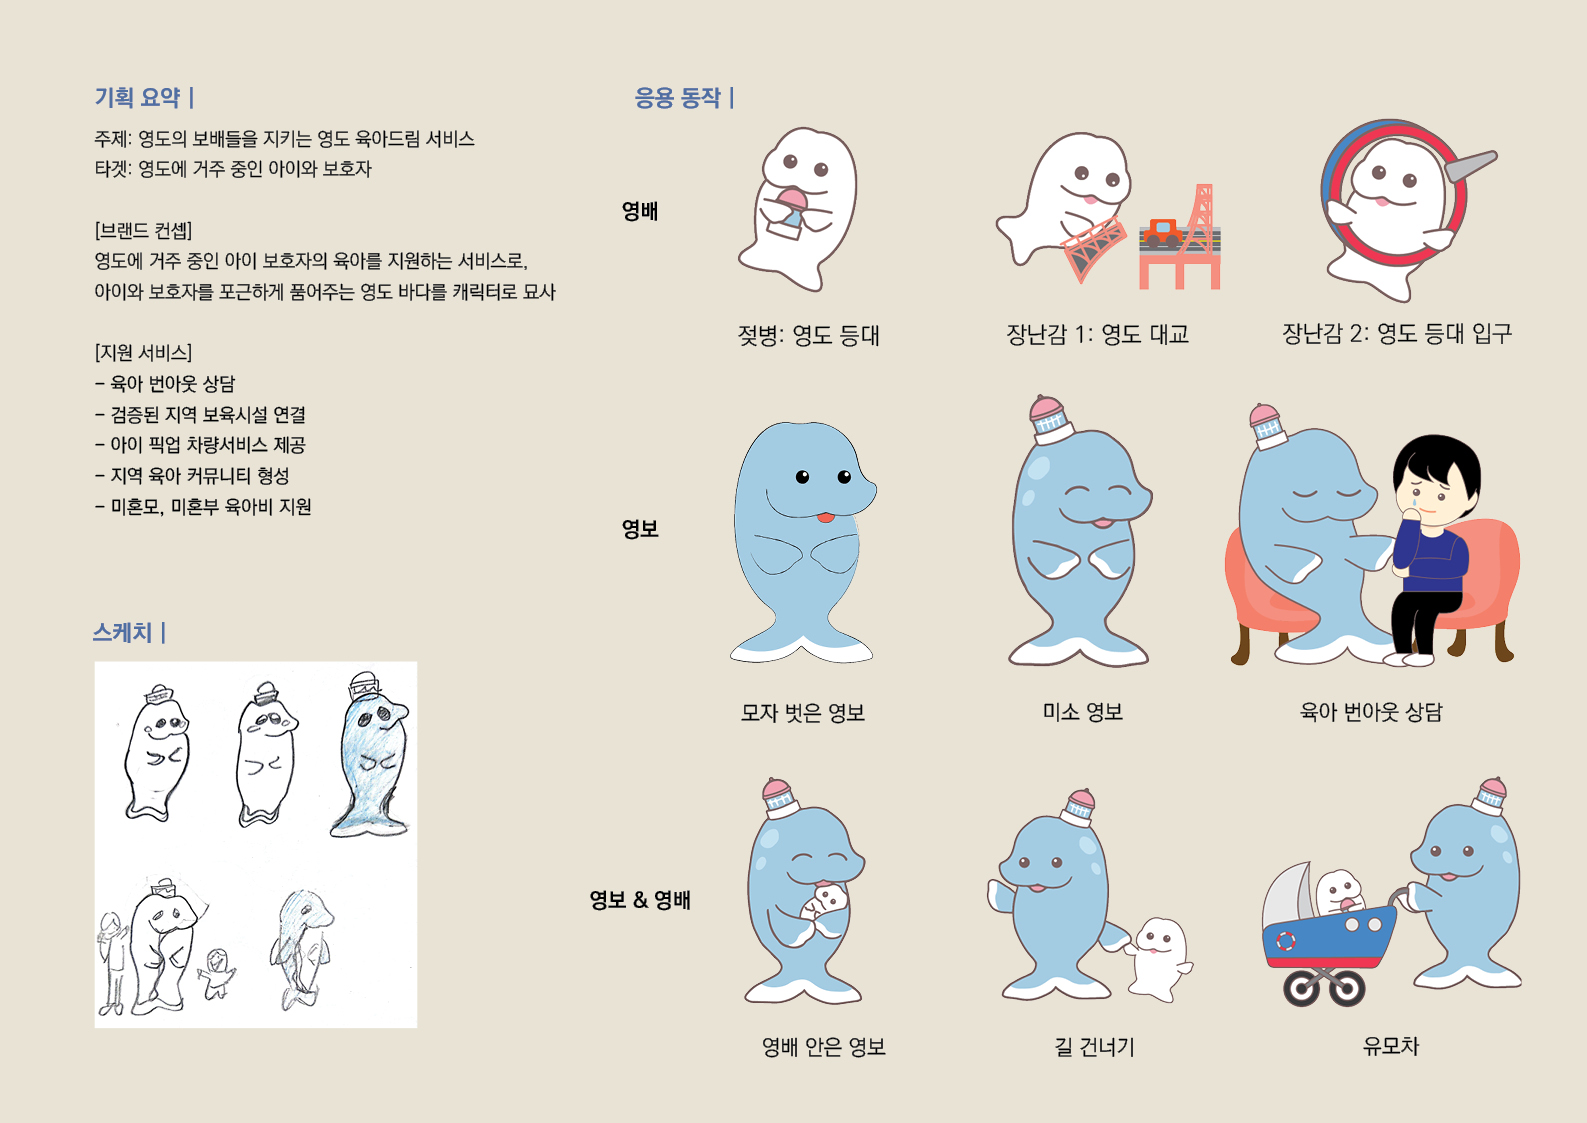 기획 요약 |
주제: 영도의 보배들을 지키는 영도 육아드림 서비스
타겟: 영도에 거주 중인 아이와 보호자
[브랜드 컨셉]
영도에 거주 중인 아이 보호자의 육아를 지원하는 서비스로,
아이와 보호자를 포근하게 품어주는 영도 바다를 캐릭터로 묘사
[지원 서비스]
– 육아 번아웃 상담
– 검증된 지역 보육시설 연결
– 아이 픽업 차량서비스 제공
– 지역 육아 커뮤니티 형성
– 미혼모, 미혼부 육아비 지원
스케치 |
응용 동작 |
영배
젖병: 영도 등대
장난감 1: 영도 대교
장난감 2: 영도 등대 입구
영보
모자 벗은 영보
미소 영보
육아 번아웃 상담
영보 & 영배
영배 안은 영보
길 건너기
유모차